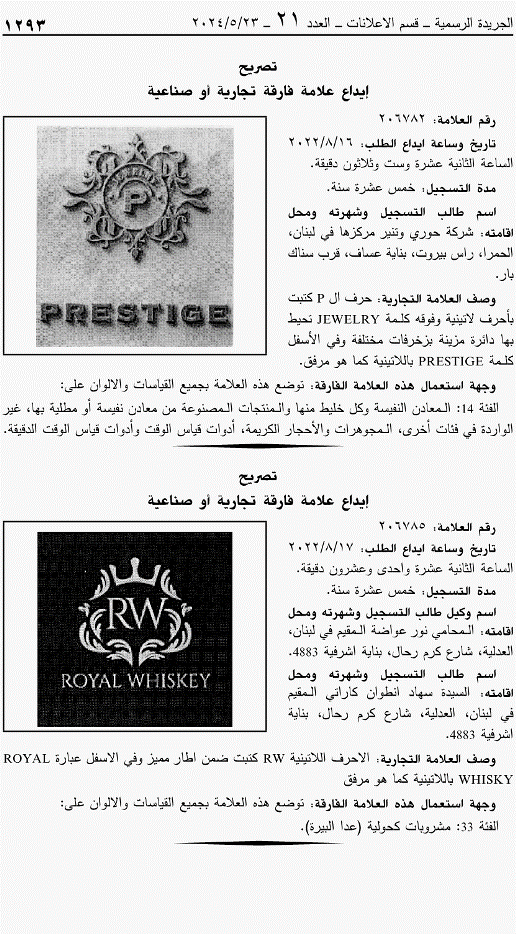 الجريدة الرسمية ــ قسم الاعلانات ــ العدد ٢١ ــ ٢٠٢٤/٥/٢٣
١٢٩٣
تصريح
إيداع علامة فارقة تجارية أو صناعية
رقم العلامة: ٢٠٦٧٨٢
تاريخ وساعة ايداع الطلب: ٢٠٢٢/٨/١٦
الساعة الثانية عشرة وست وثلاثون دقيقة.
مدة التسجيل: خمس عشرة سنة.
اسم طالب التسجيل وشهرته ومحل
اقامته: شركة حوري وتنير مركزها في لبنان،
الحمرا، راس بيروت، بناية عساف، قرب سناك
بار.
وصف العلامة التجارية: حرف ال P كتبت
بأحرف لاتينية وفوقه كلمة JEWELRY تحيط
بها دائرة مزينة بزخرفات مختلفة وفي الأسفل
كلمة PRESTIGE باللاتينية كما هو مرفق.
JEWELRY
P
PRESTIGE
وجهة استعمال هذه العلامة الفارقة: توضع هذه العلامة بجميع القياسات والالوان على:
الفئة 14: المعادن النفيسة وكل خليط منها والمنتجات المصنوعة من معادن نفيسة أو مطلية بها، غير
الواردة في فئات أخرى، المجوهرات والأحجار الكريمة، أدوات قياس الوقت وأدوات قياس الوقت الدقيقة.
تصريح
إيداع علامة فارقة تجارية أو صناعية
رقم العلامة: ٢٠٦٧٨٥
تاريخ وساعة ايداع الطلب: ٢٠٢٢/٨/١٧
الساعة الثانية عشرة واحدى وعشرون دقيقة.
مدة التسجيل: خمس عشرة سنة.
اسم وكيل طالب التسجيل وشهرته ومحل
اقامته: المحامي نور عواضة المقيم في لبنان،
العدلية، شارع كرم رحال، بناية اشرفية 4883.
اسم طالب التسجيل وشهرته ومحل
اقامته: السيدة سهاد انطوان كاراتي المقيم
في لبنان، العدلية، شارع كرم رحال، بناية
اشرفية 4883.
RW
ROYAL WHISKEY
وصف العلامة التجارية: الاحرف اللاتينية RW كتبت ضمن اطار مميز وفي الاسفل عبارة ROYAL
WHISKY باللاتينية كما هو مرفق
وجهة استعمال هذه العلامة الفارقة: توضع هذه العلامة بجميع القياسات والالوان على:
الفئة 33: مشروبات كحولية (عدا البيرة).